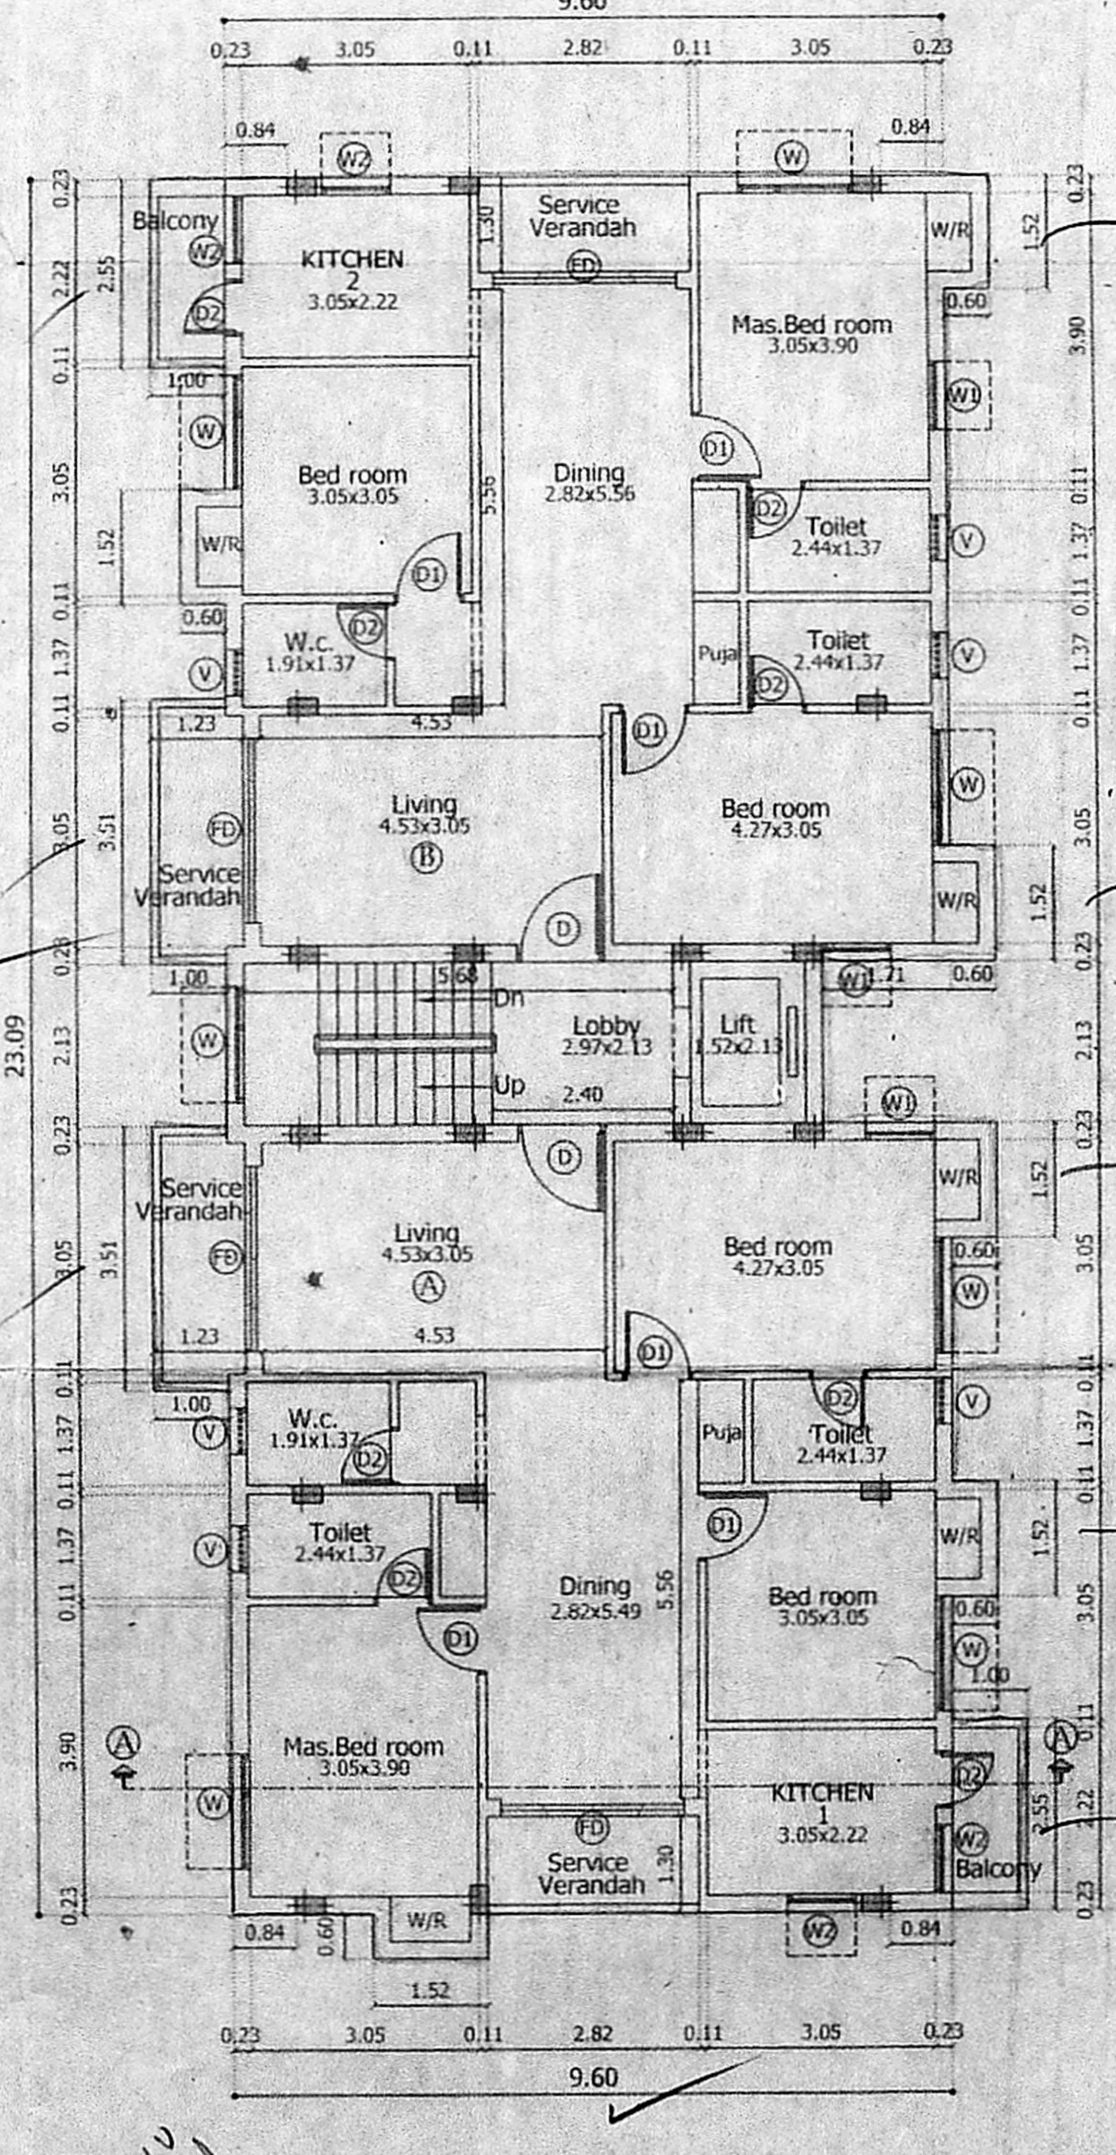 9.60
0.23 3.05 0.11 2.82 0.11 3.05 0.23
0.84 0.84
W2 W
0.23 0.23
Balcony
W2
D2
KITCHEN
2
3.05x2.22
1.30
Service
Verandah
FD
W/R
1.52
0.60
2.22 2.55
Mas.Bed room
3.05x3.90
3.90
0.11
1.00
W
W1
D1
Bed room
3.05x3.05
3.05
5.56
Dining
2.82x5.56
0.11
D2
Toilet
2.44x1.37
V
1.37
W/R
1.52
D1
0.11 0.11
0.60
W.c.
1.91x1.37
D2
V
1.37
Puja
Toilet
2.44x1.37
D2
V
1.37
0.11 0.11
1.23
4.53
D1
W
Living
4.53x3.05
B
FD
Service
Verandah
3.05 3.51
Bed room
4.27x3.05
3.05
W/R
1.52
D
0.23 0.23
1.00
5.68
W1
1.71
0.60
Dn
W
2.13
Lobby
2.97x2.13
Lift
1.52x2.13
2.13
23.09
Up
2.40
W1
0.23 0.23
D
Service
Verandah
FD
W/R
1.52
Living
4.53x3.05
A
Bed room
4.27x3.05
3.05 3.51
0.60
W
3.05
1.23
4.53
D1
0.11 0.11
1.00
V
W.c.
1.91x1.37
D2
1.37
Puja
D2
Toilet
2.44x1.37
V
1.37
0.11 0.11
D1
W/R
1.52
V
Toilet
2.44x1.37
D2
1.37
0.11
Dining
2.82x5.49
5.56
Bed room
3.05x3.05
0.60
3.05
D1
W
1.00
0.11
A A
Mas.Bed room
3.05x3.90
3.90
W
D2
KITCHEN
1
3.05x2.22
2.55 2.22
FD
Service
Verandah
1.30
W2
Balcony
0.23 0.23
W/R
0.84 0.60
W2
0.84
1.52
0.23 3.05 0.11 2.82 0.11 3.05 0.23
9.60